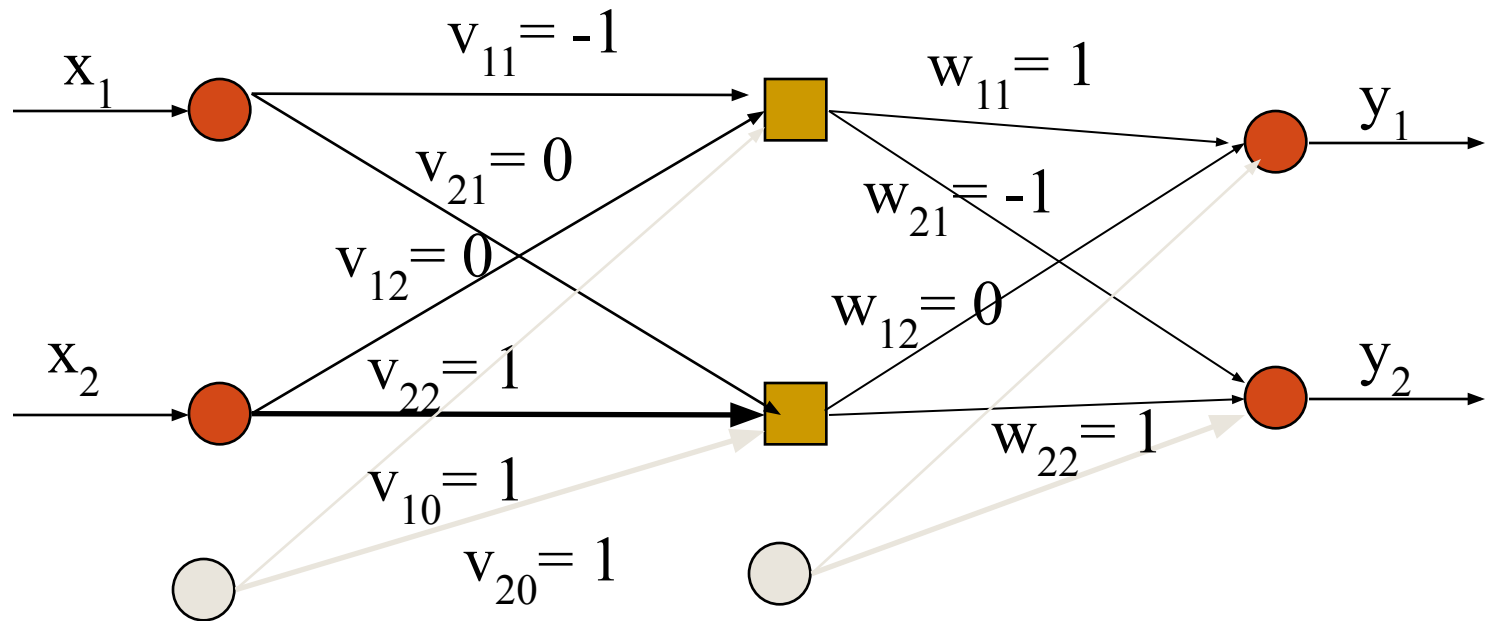 v₁₁= -1
x₁
w₁₁= 1
y₁
v₂₁= 0
w₂₁= -1
v₁₂= 0
w₁₂= 0
x₂
v₂₂= 1
y₂
w₂₂= 1
v₁₀= 1
v₂₀= 1